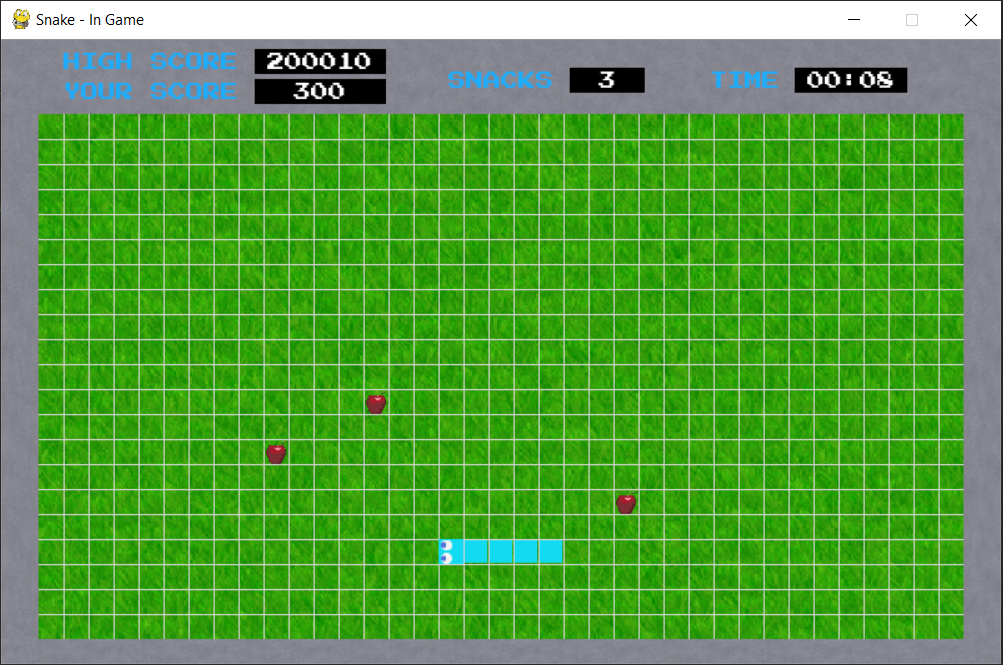 Snake - In Game
HIGH SCORE 200010
YOUR SCORE 300
SNACKS 3
TIME 00:08